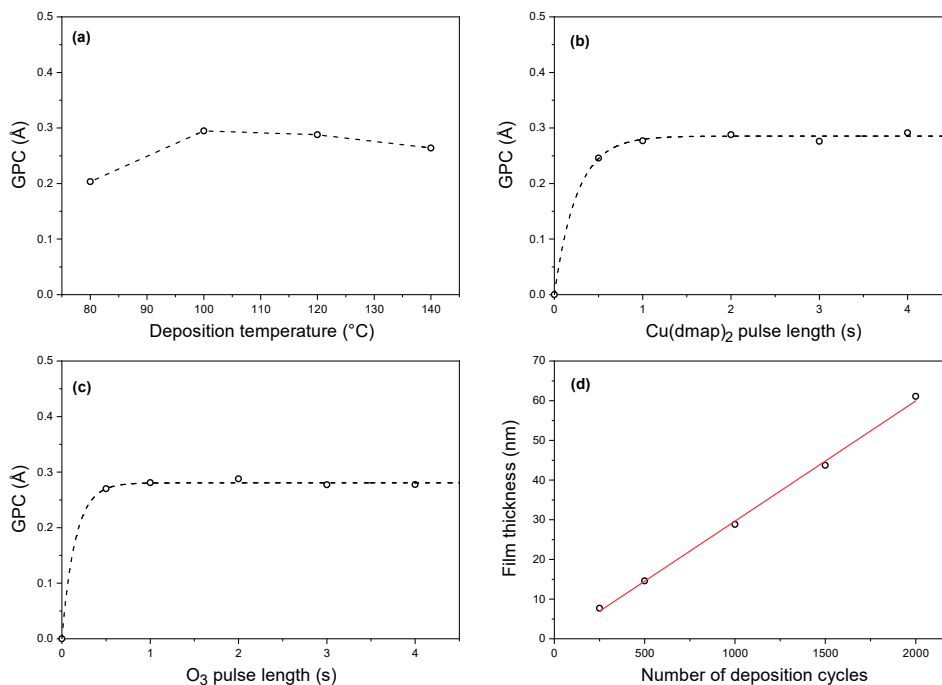 (a)
GPC (Å)
0.5
0.4
0.3
0.2
0.1
0.0
80 90 100 110 120 130 140
Deposition temperature (°C)
(b)
GPC (Å)
0.5
0.4
0.3
0.2
0.1
0.0
0 1 2 3 4
Cu(dmap)2 pulse length (s)
(c)
GPC (Å)
0.5
0.4
0.3
0.2
0.1
0.0
0 1 2 3 4
O3 pulse length (s)
(d)
Film thickness (nm)
70
60
50
40
30
20
10
0
500 1000 1500 2000
Number of deposition cycles